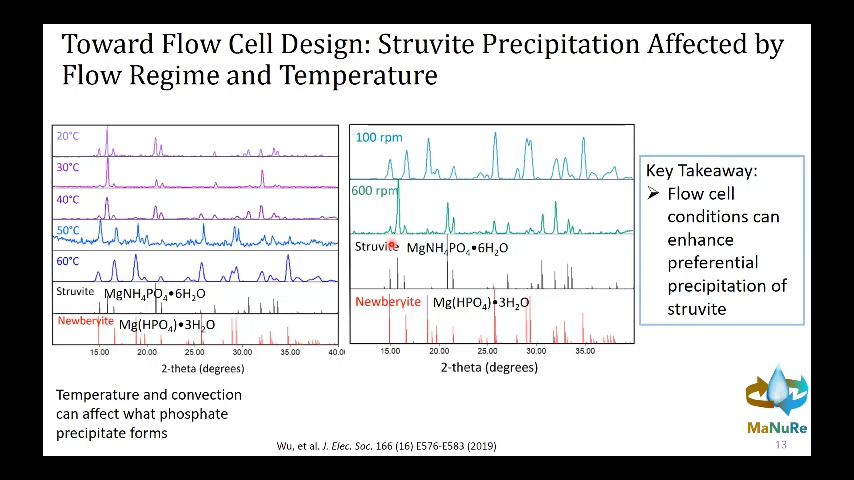 Toward Flow Cell Design: Struvite Precipitation Affected by
Flow Regime and Temperature
20°C
30°C
40°C
50°C
60°C
Struvite MgNH₄PO₄•6H₂O
Newberyite Mg(HPO₄)•3H₂O
15.00 20.00 25.00 30.00 35.00 40.00
2-theta (degrees)
100 rpm
600 rpm
Struvite MgNH₄PO₄•6H₂O
Newberyite Mg(HPO₄)•3H₂O
15.00 20.00 25.00 30.00 35.00
2-theta (degrees)
Key Takeaway:
➢ Flow cell
conditions can
enhance
preferential
precipitation of
struvite
Temperature and convection
can affect what phosphate
precipitate forms
Wu, et al. J. Elec. Soc. 166 (16) E576-E583 (2019)
MaNuRe
13